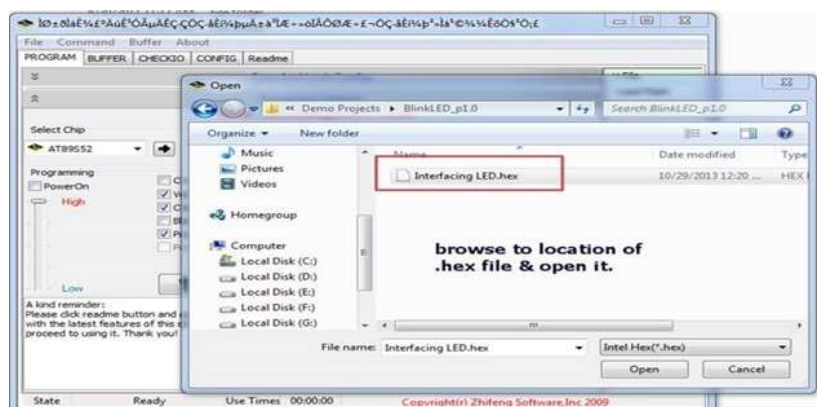 File Command Buffer About
PROGRAM BUFFER CHECKIO CONFIG Readme
Open
« Demo Projects ▸ BlinkLED_p1.0
Search BlinkLED_p1.0
Organize New folder
Select Chip
AT89S52
Programming
PowerOn
High
Low
A kind reminder:
Please click readme button and
with the latest features of this
proceed to using it. Thank you!
Music
Pictures
Videos
Homegroup
Computer
Local Disk (C:)
Local Disk (D:)
Local Disk (E:)
Local Disk (F:)
Local Disk (G:)
Name Date modified Type
Interfacing LED.hex 10/29/2013 12:20 ... HEX
browse to location of
.hex file & open it.
File name: Interfacing LED.hex Intel Hex(*.hex)
Open Cancel
State Ready Use Times 00:00:00 Copyright(r) Zhifeng Software,Inc 2009